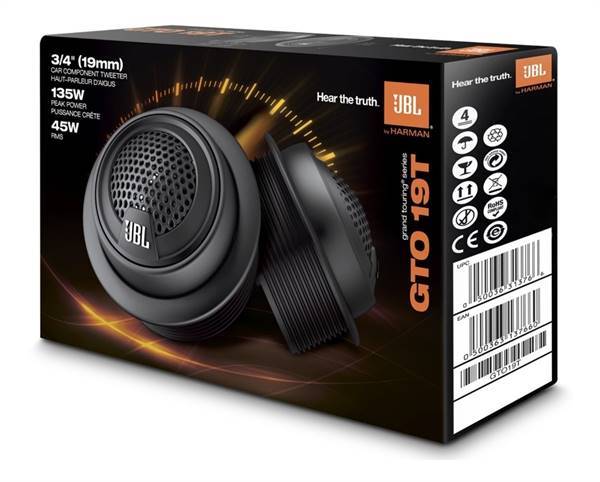 3/4" (19mm)
CAR COMPONENT TWEETER
HAUT-PARLEUR D'AIGUS
135W
PEAK POWER
PUISSANCE CRÊTE
45W
RMS
Hear the truth.
JBL
by HARMAN
JBL
grand touring® series
GTO 19T
Hear the truth.
JBL
by HARMAN
4
RoHS
COMPLIANT
CE
UPC
EAN
GTO19T